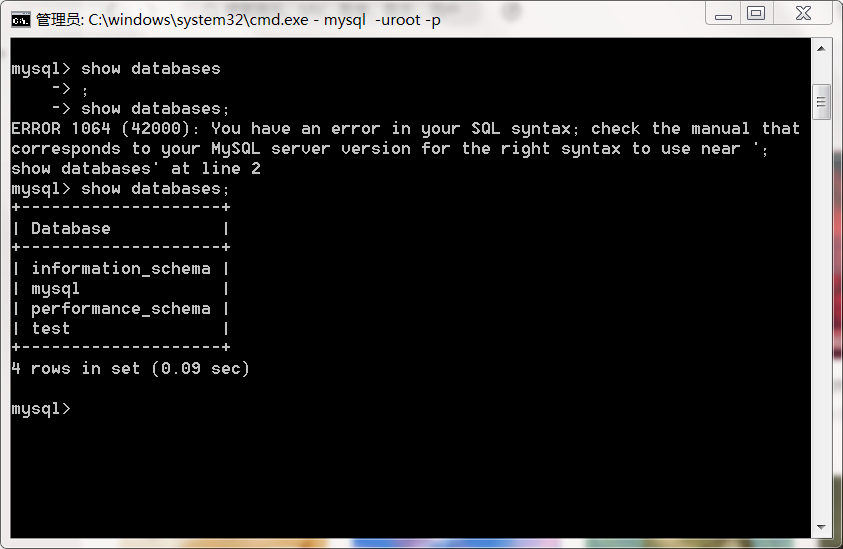 管理员: C:\windows\system32\cmd.exe - mysql  -uroot -p
mysql> show databases
    -> ;
    -> show databases;
ERROR 1064 (42000): You have an error in your SQL syntax; check the manual that
corresponds to your MySQL server version for the right syntax to use near ';
show databases' at line 2
mysql> show databases;
+--------------------+
| Database           |
+--------------------+
| information_schema |
| mysql              |
| performance_schema |
| test               |
+--------------------+
4 rows in set (0.09 sec)
mysql>